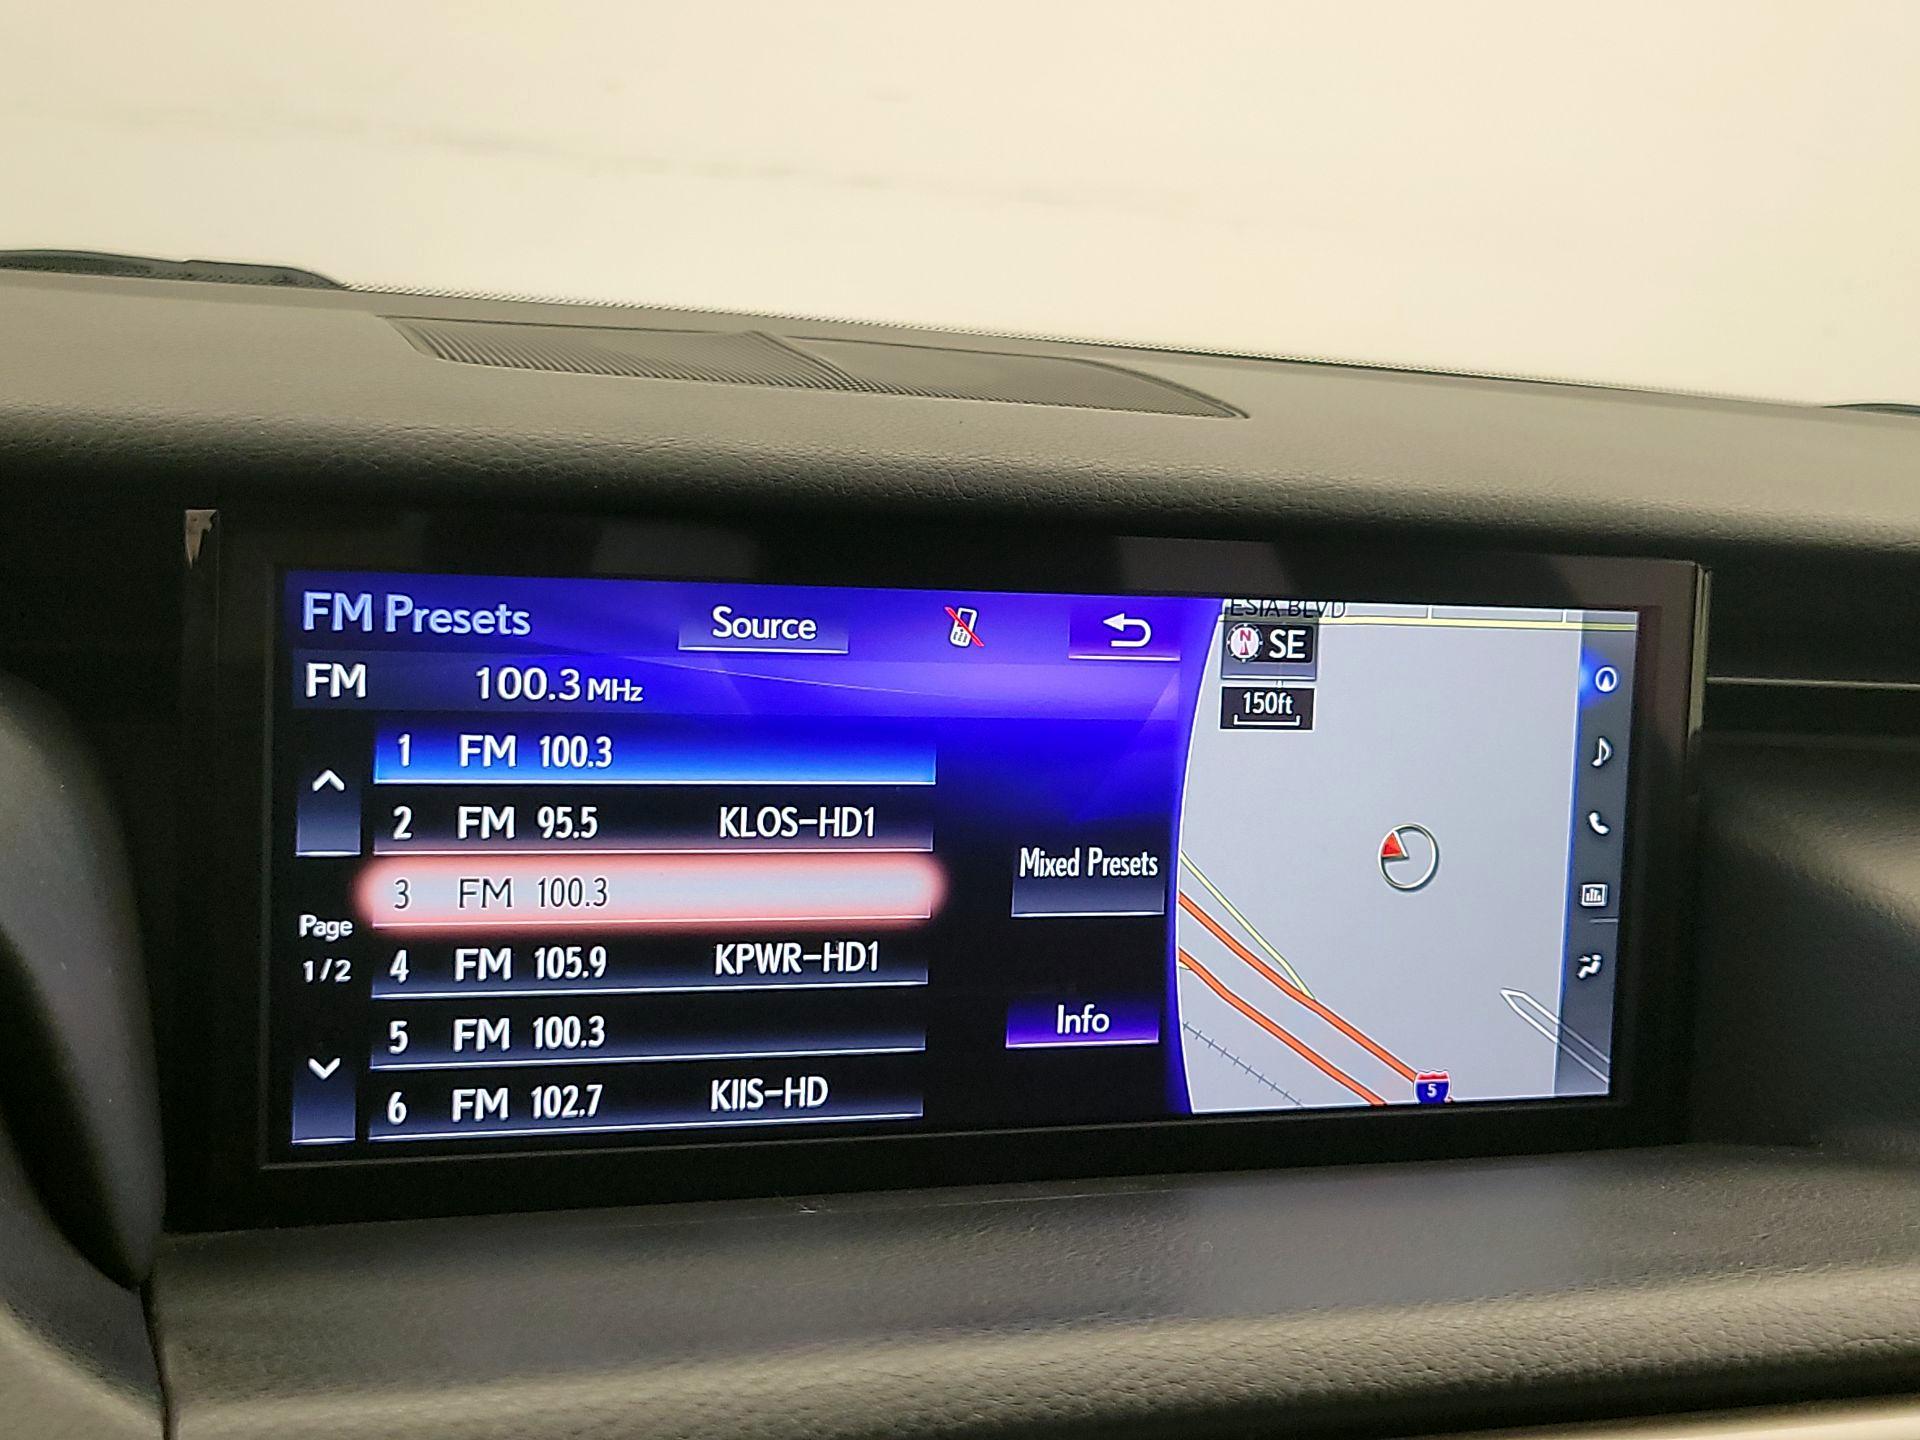 FM Presets Source
ESIA BLVD
N SE
FM 100.3 MHz
150ft
1 FM 100.3
2 FM 95.5 KLOS-HD1
Mixed Presets
3 FM 100.3
Page
1/2
4 FM 105.9 KPWR-HD1
5 FM 100.3
Info
6 FM 102.7 KIIS-HD
5